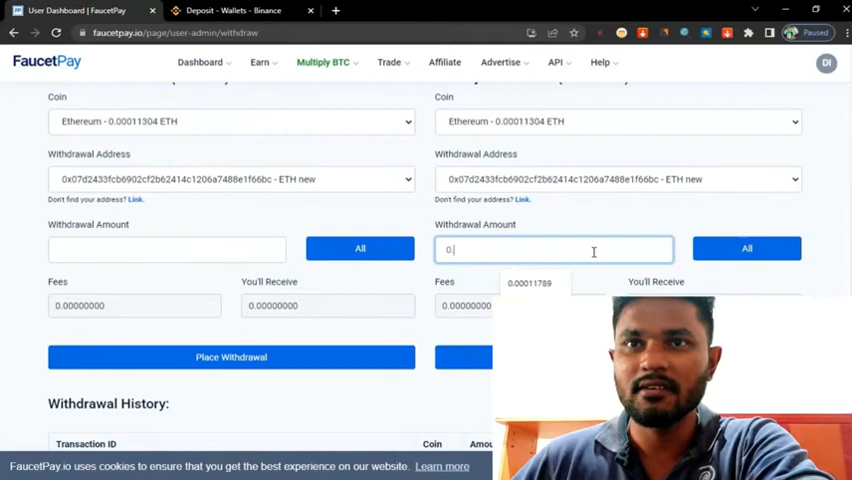 User Dashboard | FaucetPay
Deposit - Wallets - Binance
faucetpay.io/page/user-admin/withdraw
Paused
FaucetPay
Dashboard
Earn
Multiply BTC
Trade
Affiliate
Advertise
API
Help
DI
Coin
Coin
Ethereum - 0.00011304 ETH
Ethereum - 0.00011304 ETH
Withdrawal Address
Withdrawal Address
0x07d2433fcb6902cf2b62414c1206a7488e1f66bc - ETH new
0x07d2433fcb6902cf2b62414c1206a7488e1f66bc - ETH new
Don't find your address? Link.
Don't find your address? Link.
Withdrawal Amount
Withdrawal Amount
All
0.
All
Fees
You'll Receive
Fees
0.00011789
You'll Receive
0.00000000
0.00000000
0.00000000
Place Withdrawal
Withdrawal History:
Transaction ID
Coin
FaucetPay.io uses cookies to ensure that you get the best experience on our website. Learn more